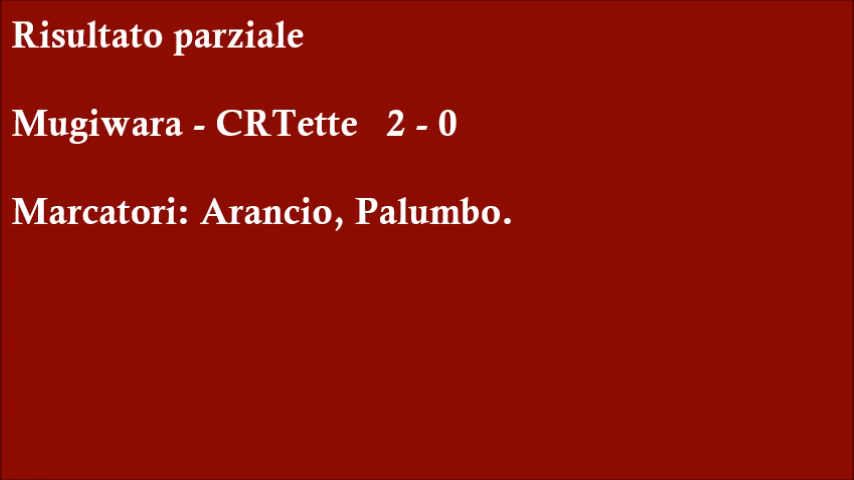 Risultato parziale
Mugiwara - CRTette 2 - 0
Marcatori: Arancio, Palumbo.